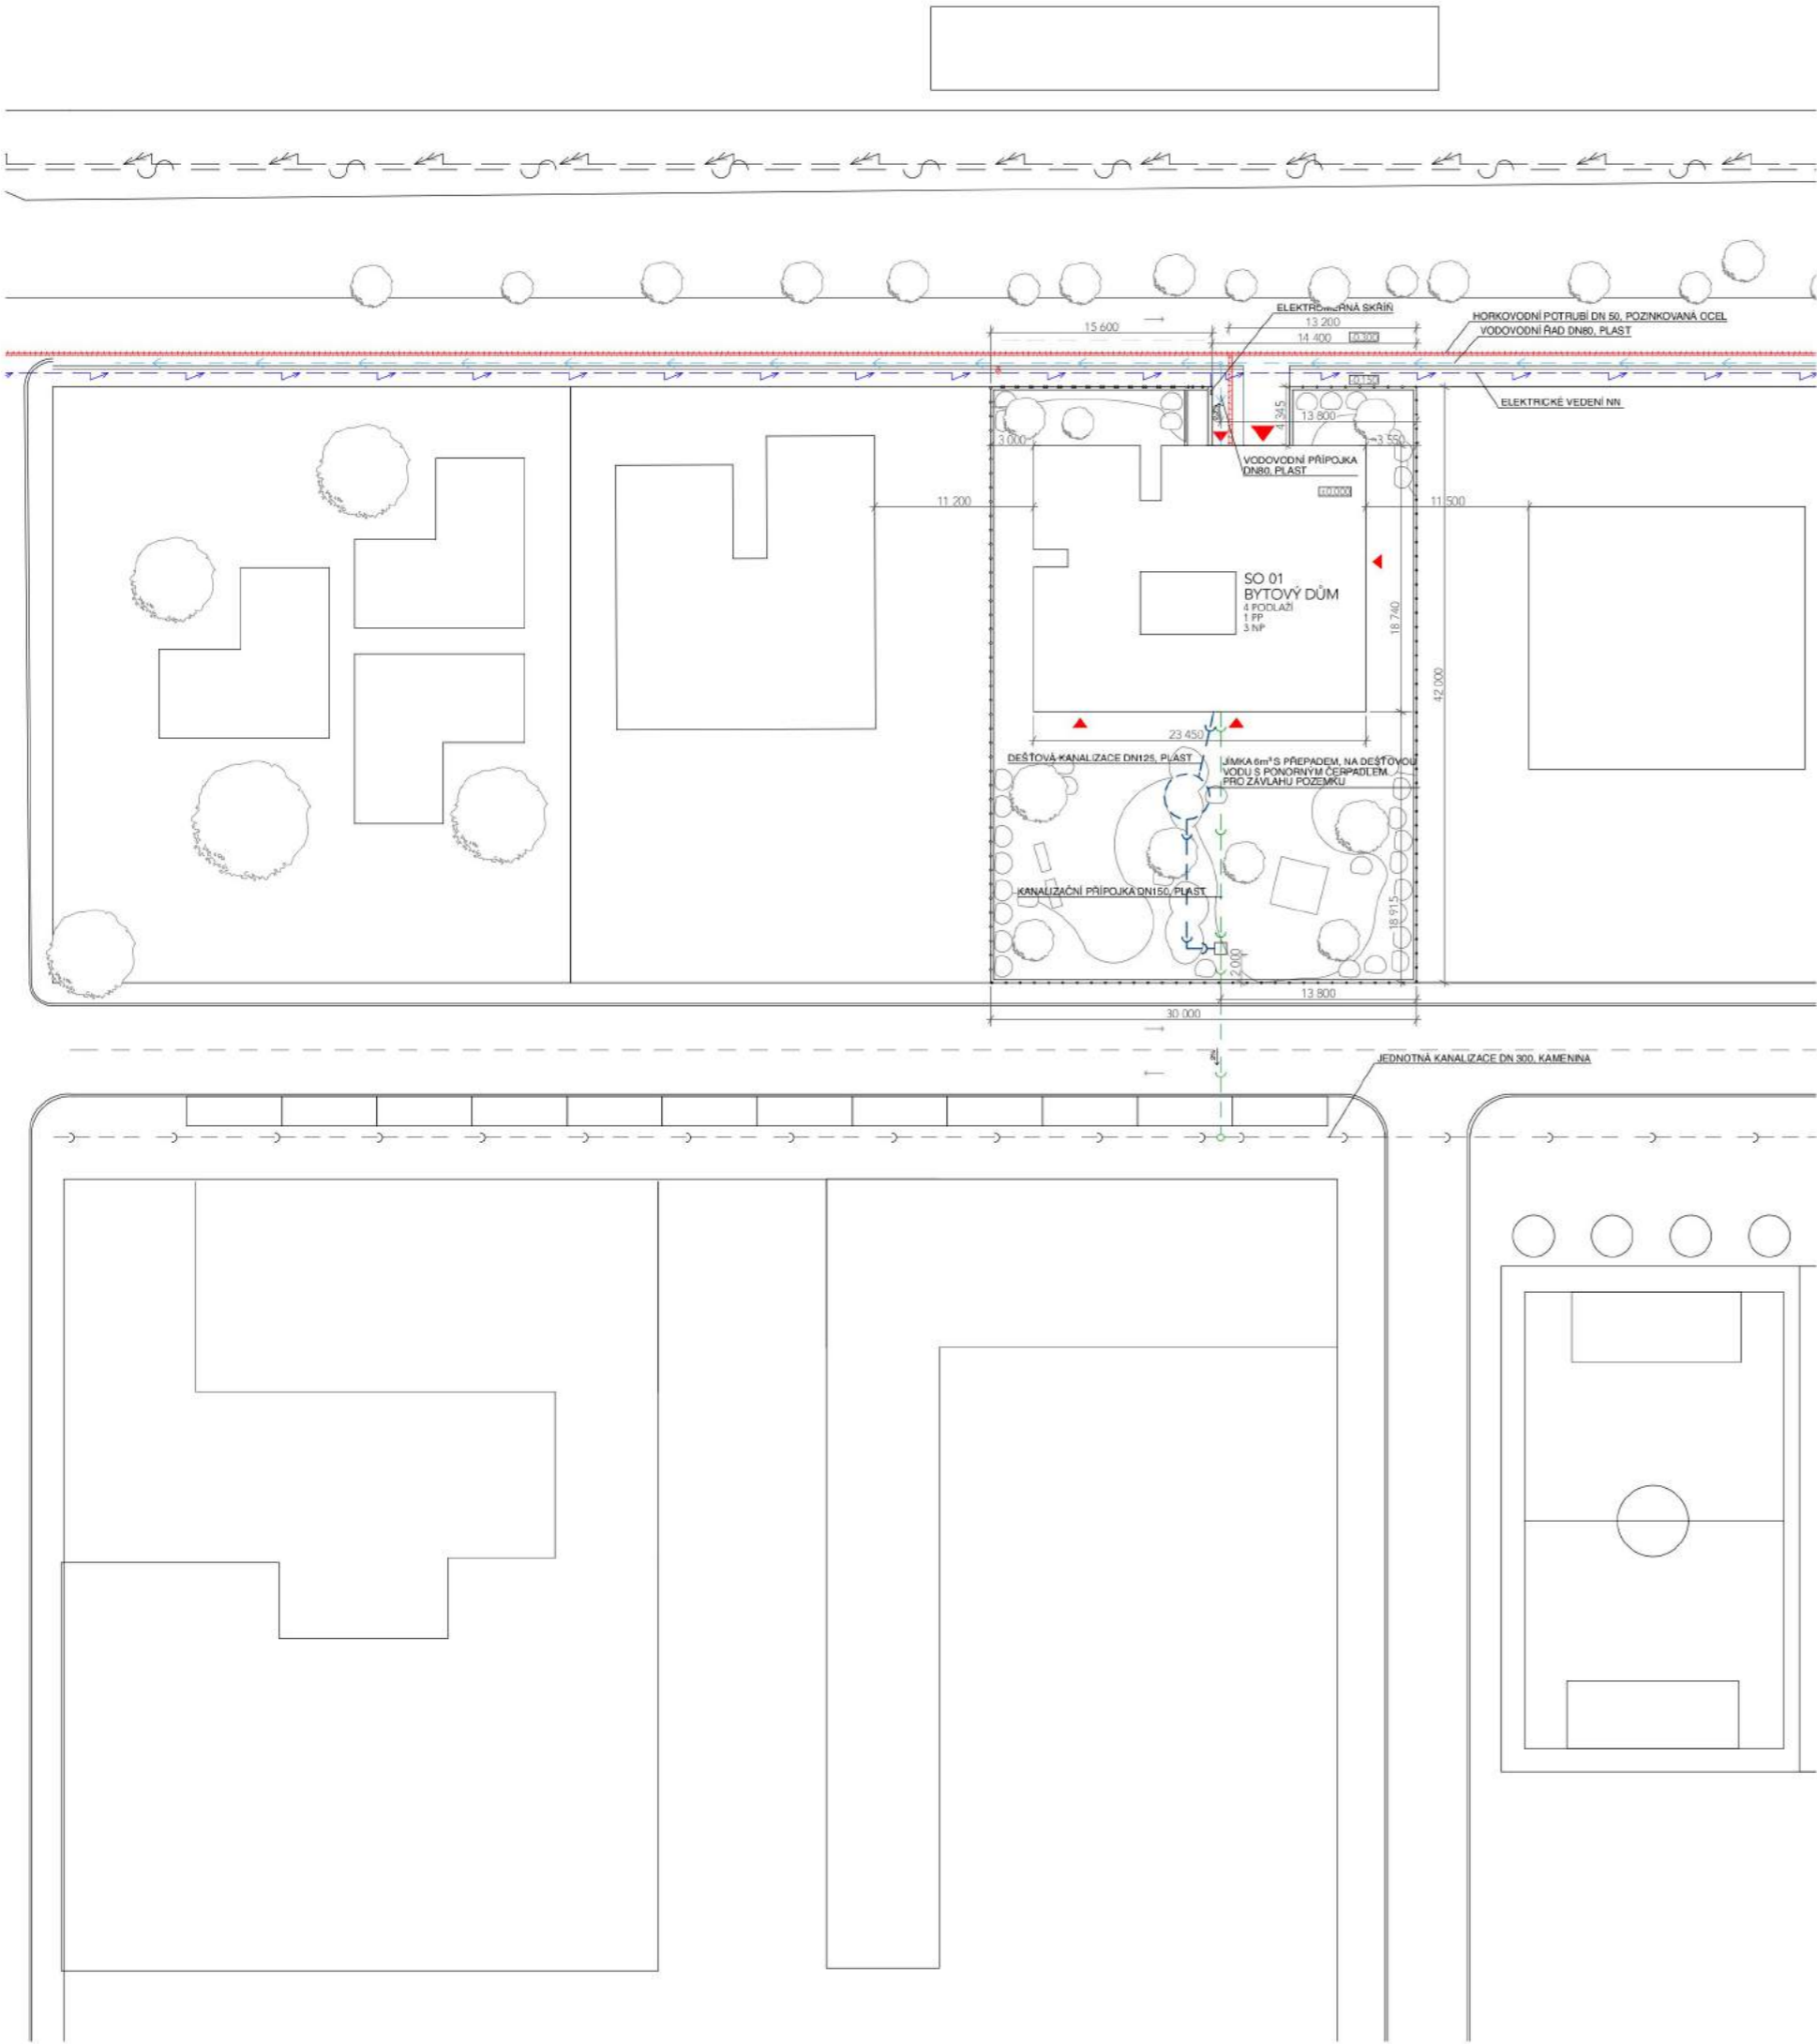 ELEKTROMĚRNÁ SKŘÍŇ
HORKOVODNÍ POTRUBÍ DN 50, POZINKOVANÁ OCEL
15 600
13 200
VODOVODNÍ ŘAD DN80, PLAST
14 400
-0,300
-0,150
ELEKTRICKÉ VEDENÍ NN
4 345
13 800
3 000
3 550
VODOVODNÍ PŘÍPOJKA
DN80, PLAST
±0,000
11 200
11 500
SO 01
BYTOVÝ DŮM
4 PODLAŽÍ
1 PP
3 NP
18 740
42 000
23 450
DEŠŤOVÁ KANALIZACE DN125, PLAST
JÍMKA 6m³ S PŘEPADEM, NA DEŠŤOVOU
VODU S PONORNÝM ČERPADLEM
PRO ZÁVLAHU POZEMKU
KANALIZAČNÍ PŘÍPOJKA DN150, PLAST
18 915
2 000
13 800
30 000
JEDNOTNÁ KANALIZACE DN 300, KAMENINA